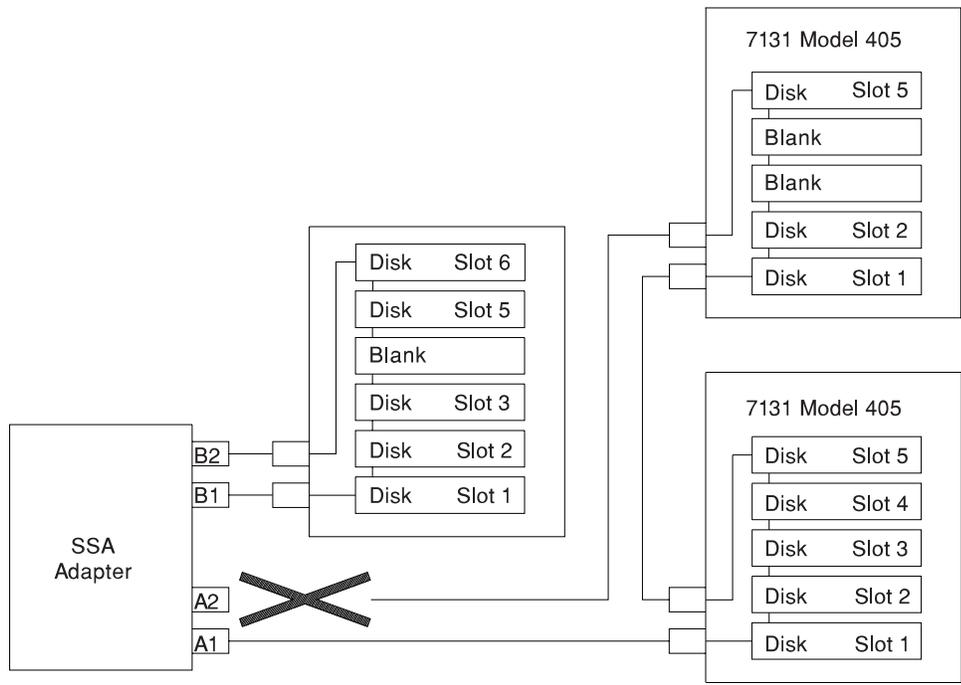 7131 Model 405
Disk Slot 5
Blank
Blank
Disk Slot 2
Disk Slot 1
Disk Slot 6
Disk Slot 5
Blank
Disk Slot 3
Disk Slot 2
Disk Slot 1
7131 Model 405
Disk Slot 5
Disk Slot 4
Disk Slot 3
Disk Slot 2
Disk Slot 1
SSA
Adapter
B2
B1
A2
A1